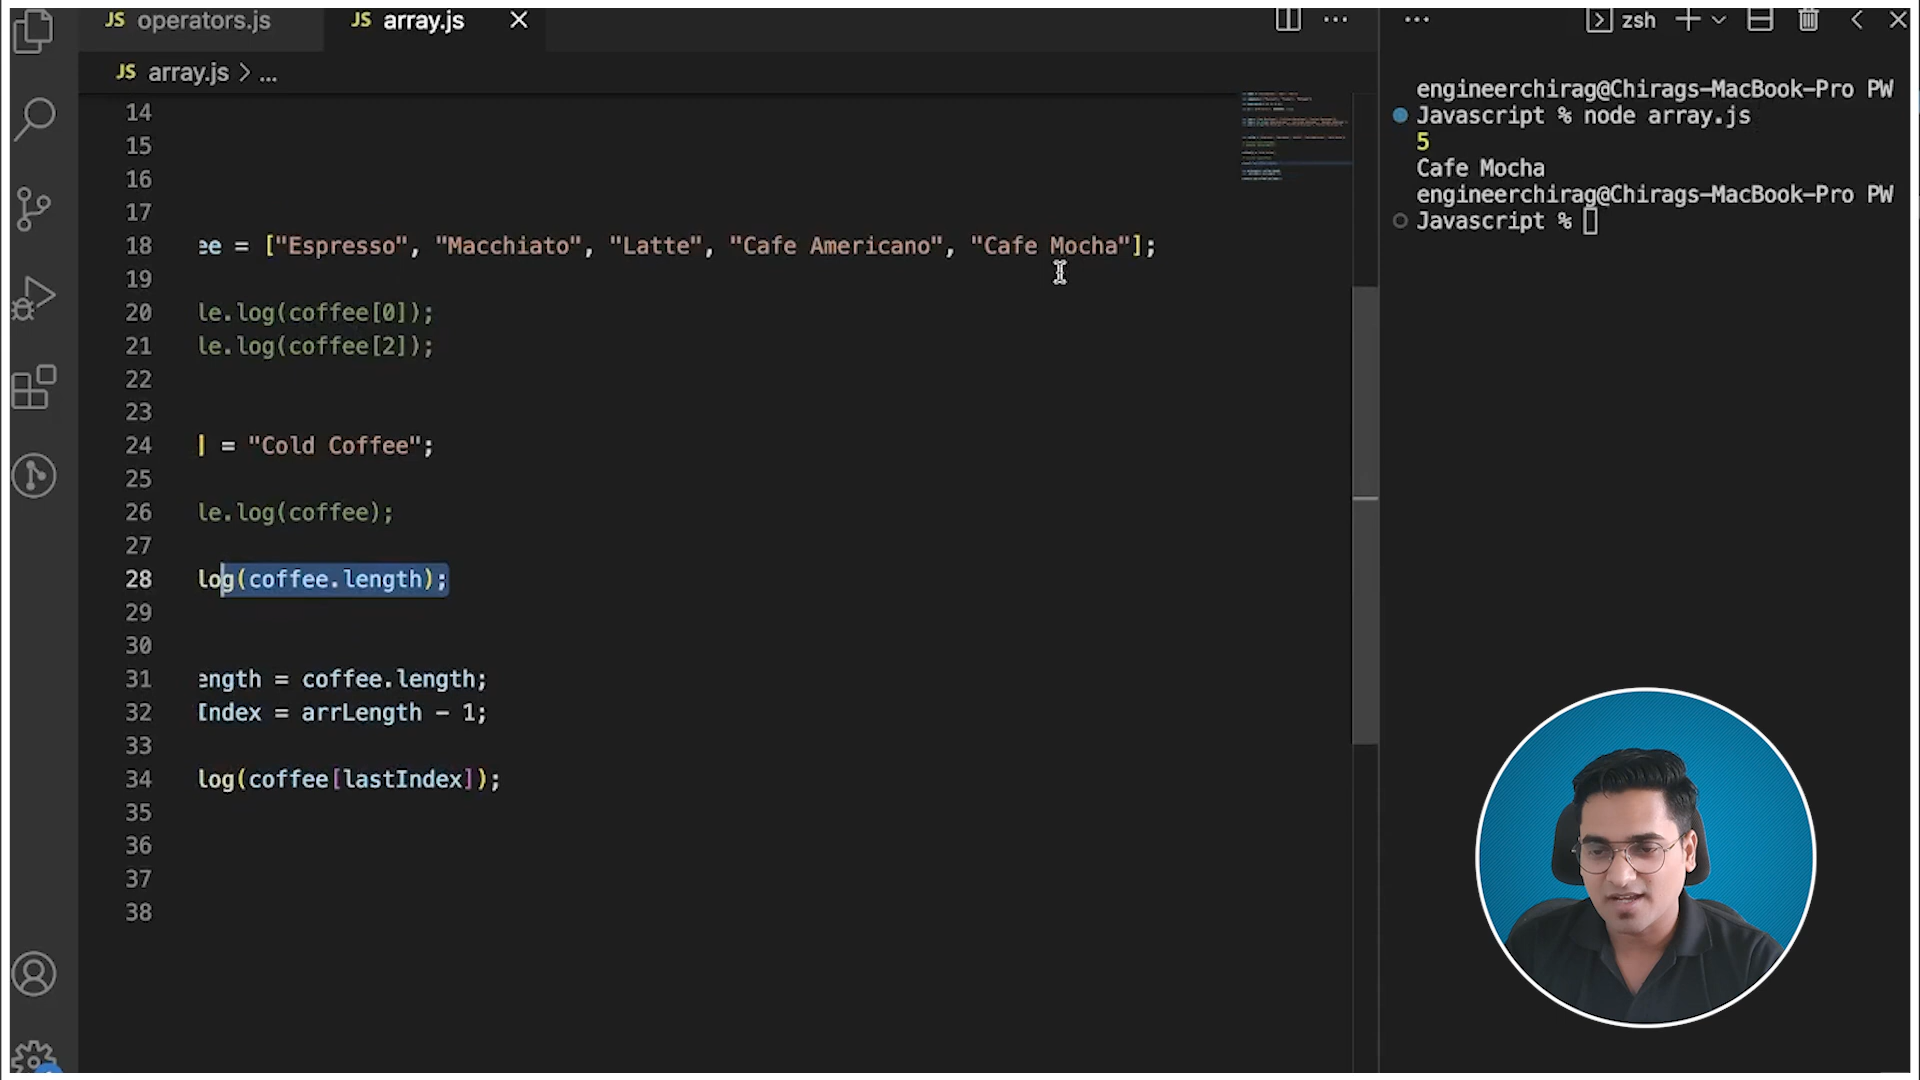 JS operators.js
JS array.js
JS array.js > ...
14
15
16
17
18 ee = ["Espresso", "Macchiato", "Latte", "Cafe Americano", "Cafe Mocha"];
19
20 le.log(coffee[0]);
21 le.log(coffee[2]);
22
23
24 ] = "Cold Coffee";
25
26 le.log(coffee);
27
28 log(coffee.length);
29
30
31 ength = coffee.length;
32 Index = arrLength - 1;
33
34 log(coffee[lastIndex]);
35
36
37
38
zsh
engineerchirag@Chirags-MacBook-Pro PW
Javascript % node array.js
5
Cafe Mocha
engineerchirag@Chirags-MacBook-Pro PW
Javascript %